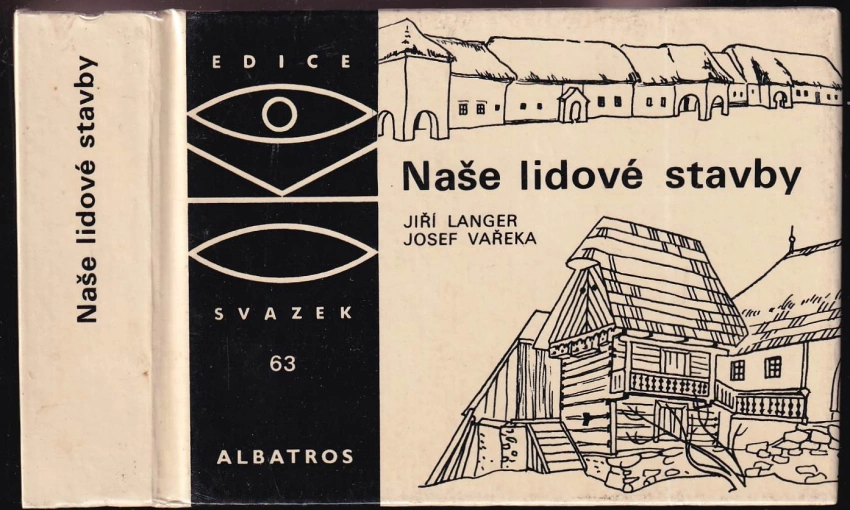 Naše lidové stavby
EDICE
SVAZEK
63
ALBATROS
Naše lidové stavby
JIŘÍ LANGER
JOSEF VAŘEKA